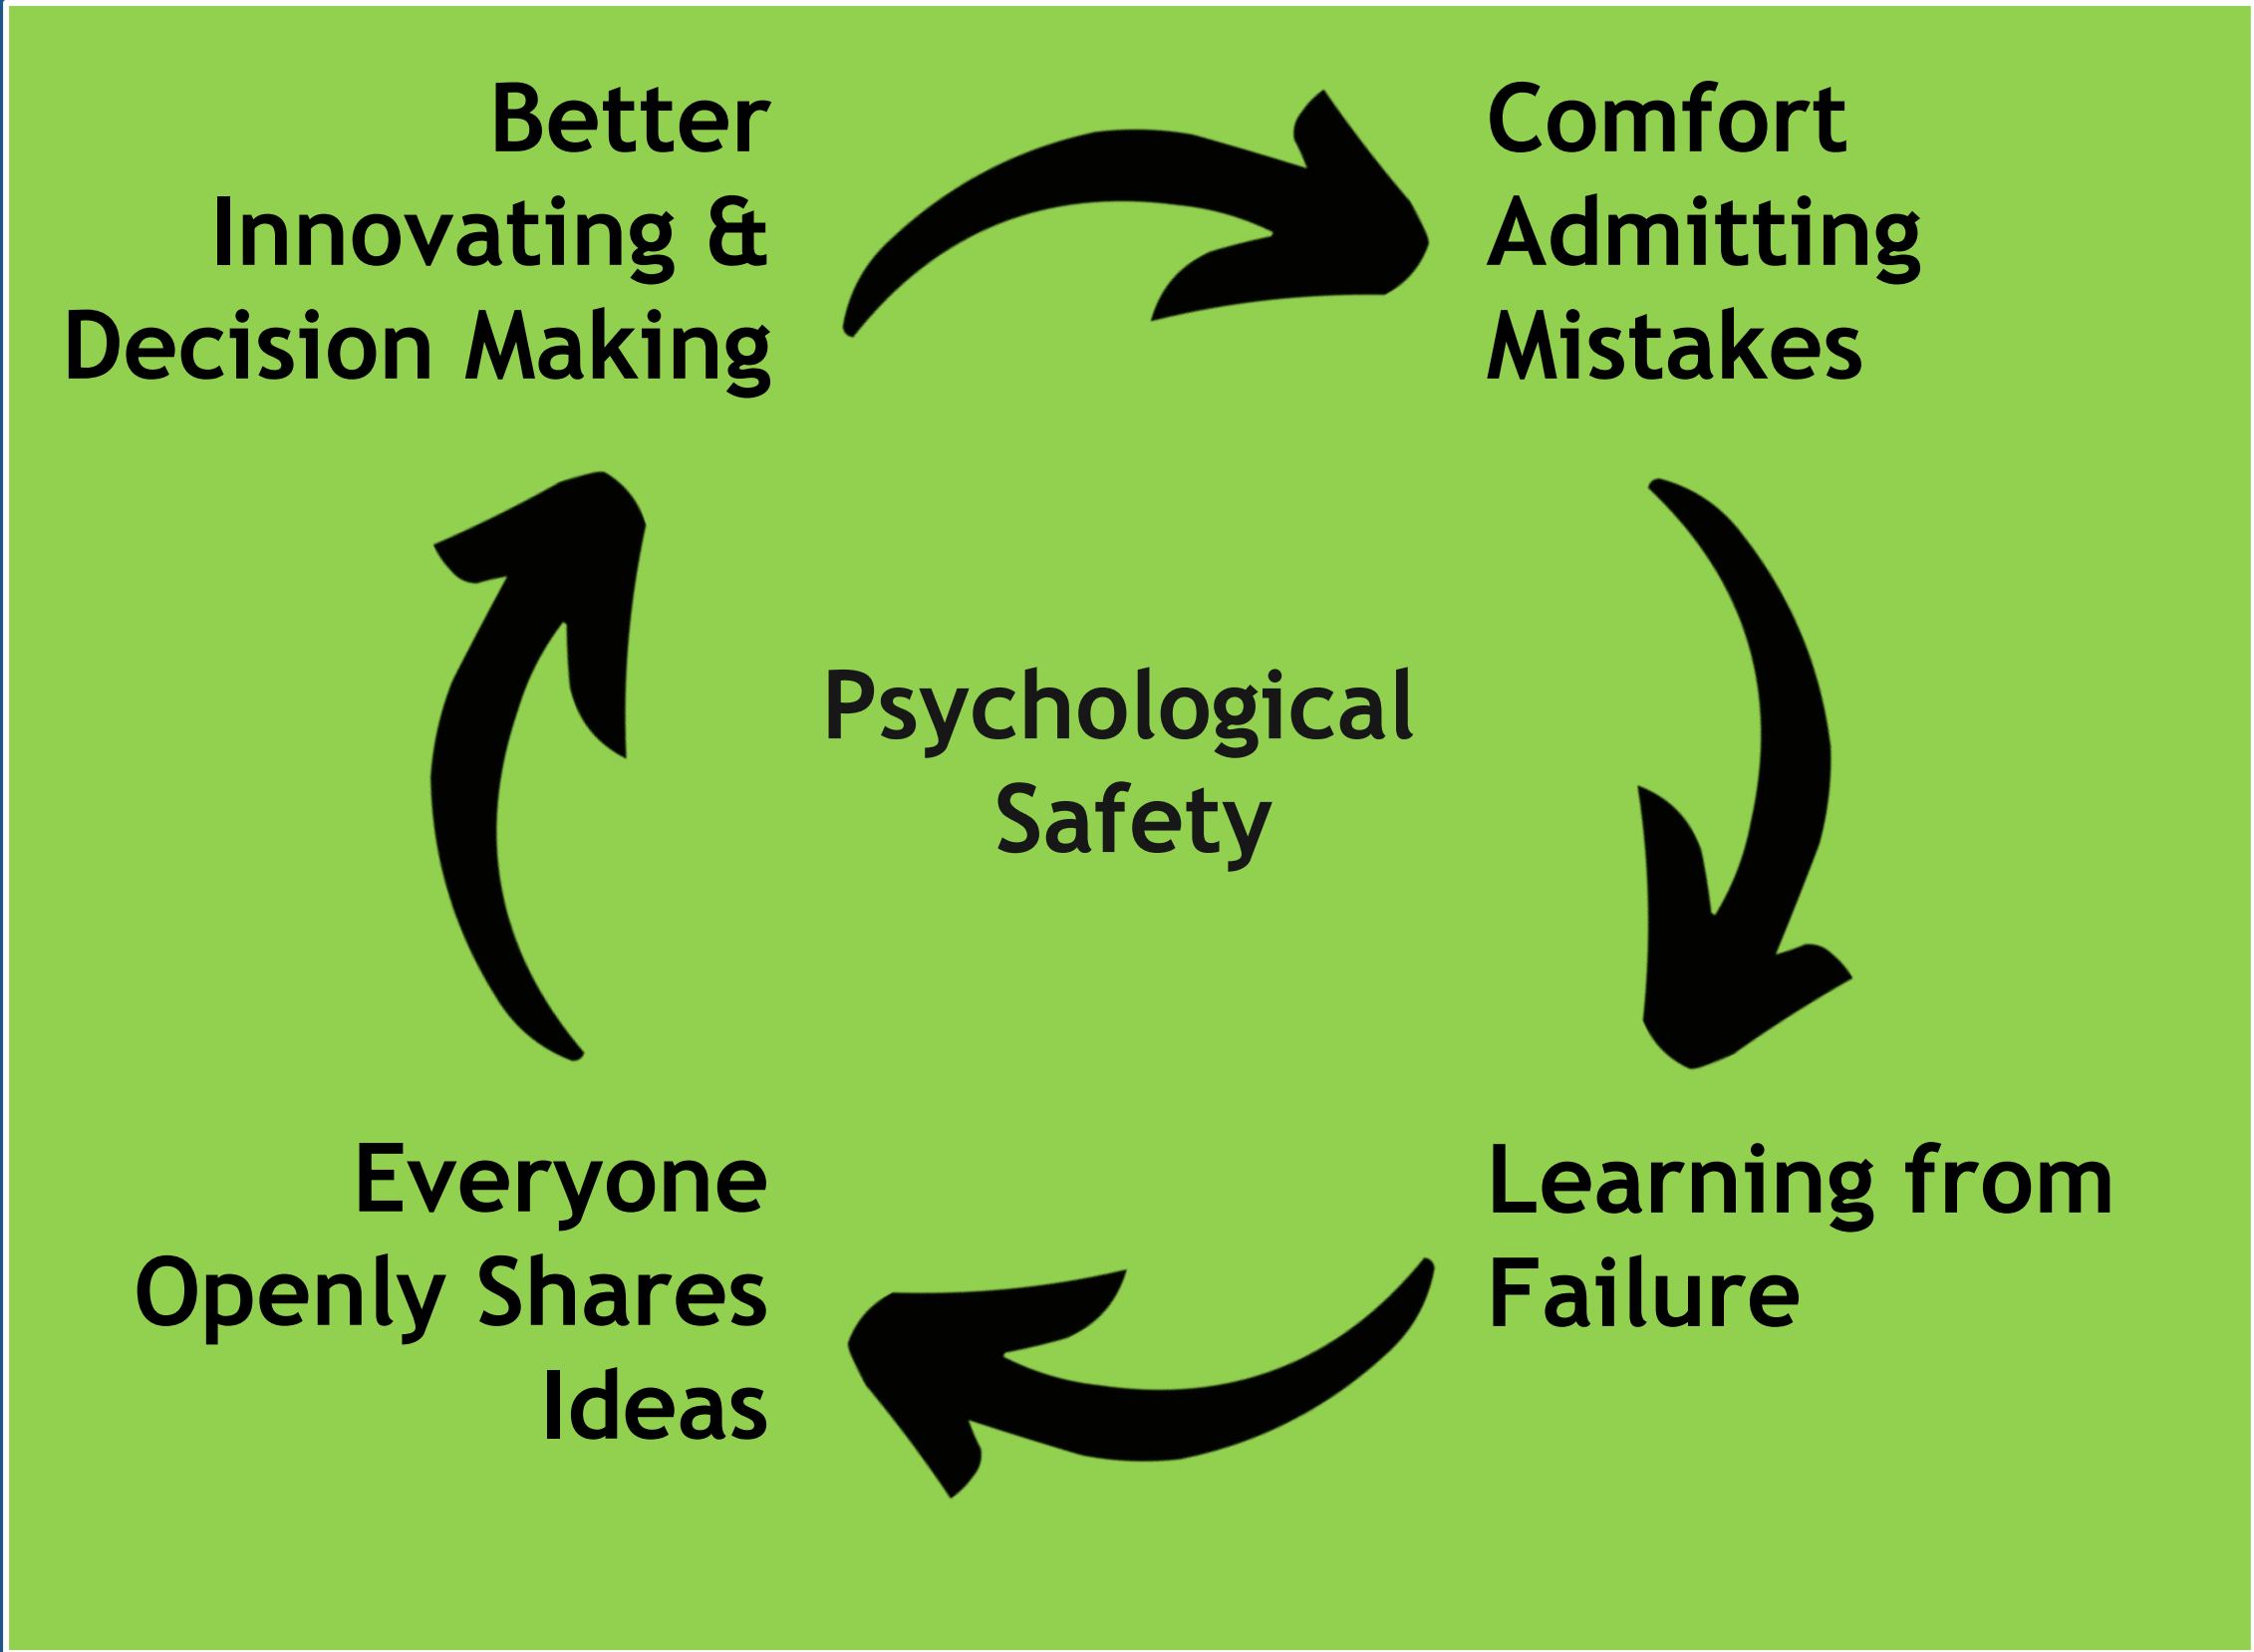 Better
Innovating &
Decision Making
Comfort
Admitting
Mistakes
Psychological
Safety
Everyone
Openly Shares
Ideas
Learning from
Failure